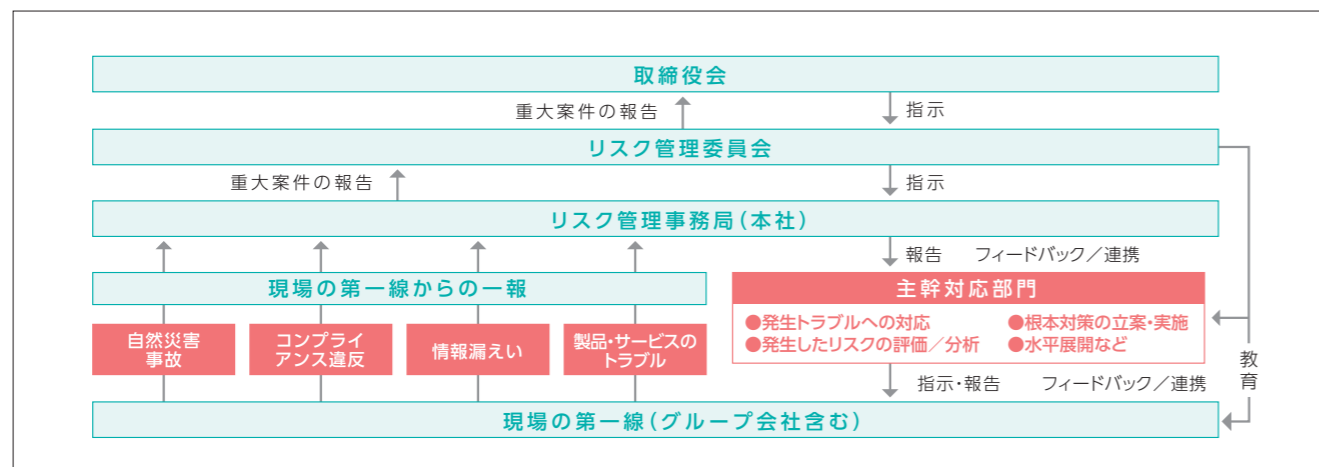 取締役会
重大案件の報告
指示
リスク管理委員会
重大案件の報告
指示
リスク管理事務局(本社)
報告 フィードバック/連携
現場の第一線からの一報
主幹対応部門
●発生トラブルへの対応
●根本対策の立案・実施
●発生したリスクの評価/分析
●水平展開など
自然災害
事故
コンプライ
アンス違反
情報漏えい
製品・サービスの
トラブル
教育
指示・報告 フィードバック/連携
現場の第一線(グループ会社含む)